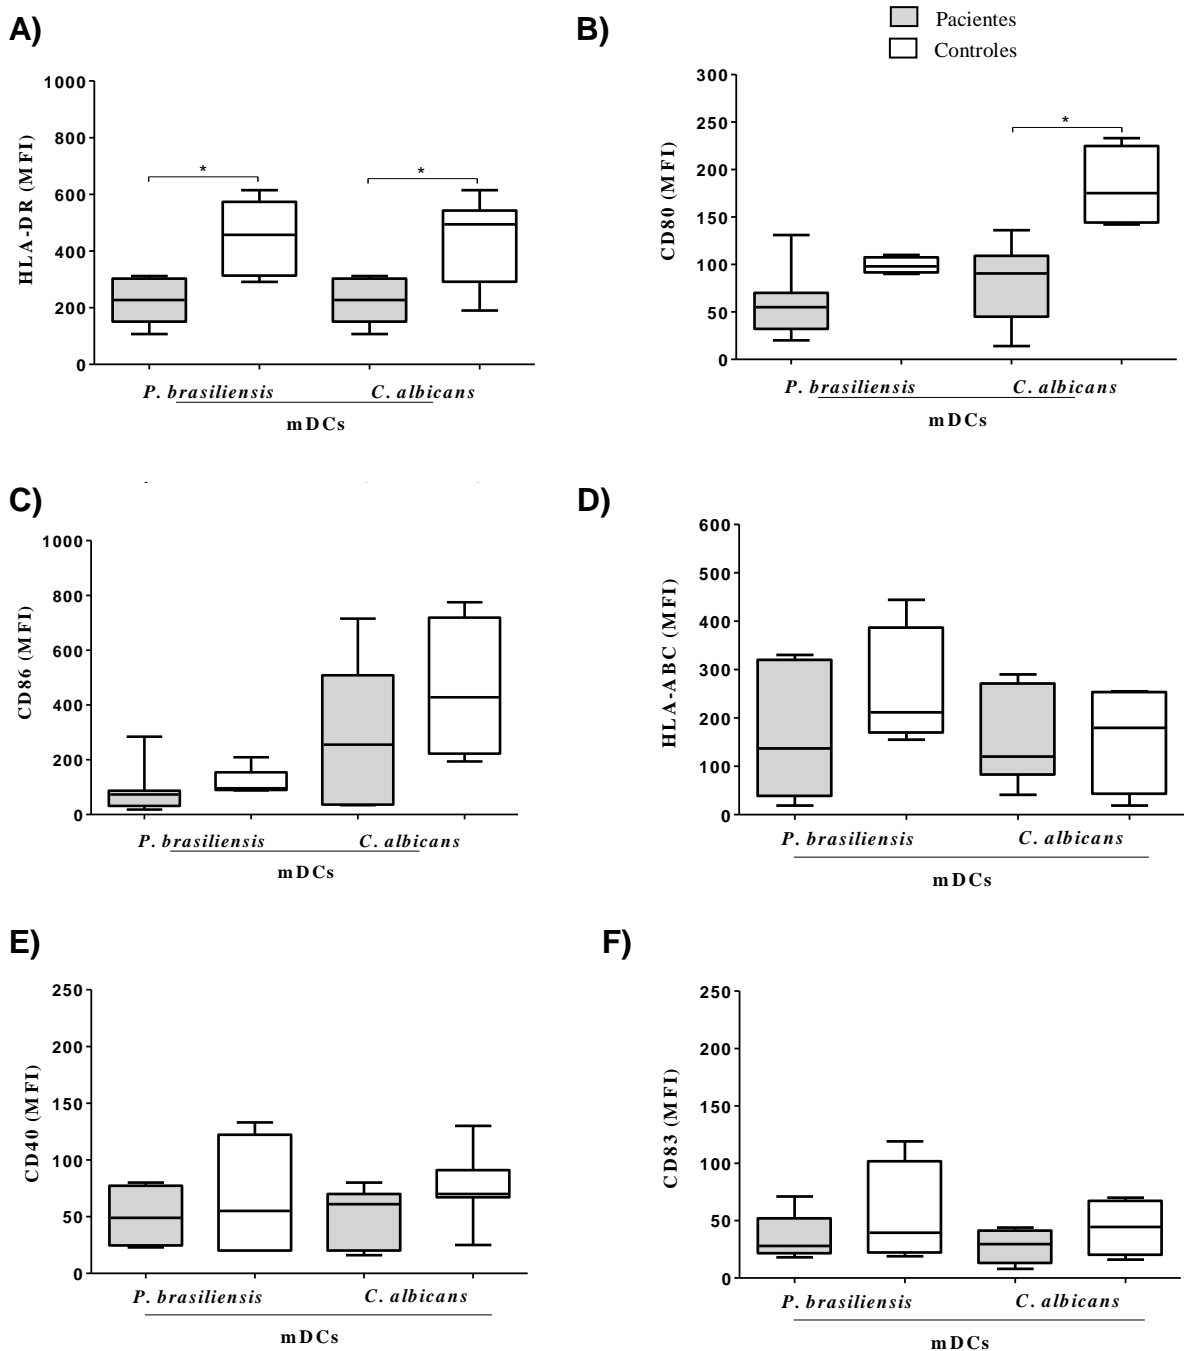 A)
B)
Pacientes
Controles
HLA-DR (MFI)
1000
800
600
400
200
0
*
*
P. brasiliensis
C. albicans
mDCs
CD80 (MFI)
300
250
200
150
100
50
0
*
P. brasiliensis
C. albicans
mDCs
C)
D)
CD86 (MFI)
1000
800
600
400
200
0
P. brasiliensis
C. albicans
mDCs
HLA-ABC (MFI)
600
500
400
300
200
100
0
P. brasiliensis
C. albicans
mDCs
E)
F)
CD40 (MFI)
250
200
150
100
50
0
P. brasiliensis
C. albicans
mDCs
CD83 (MFI)
250
200
150
100
50
0
P. brasiliensis
C. albicans
mDCs